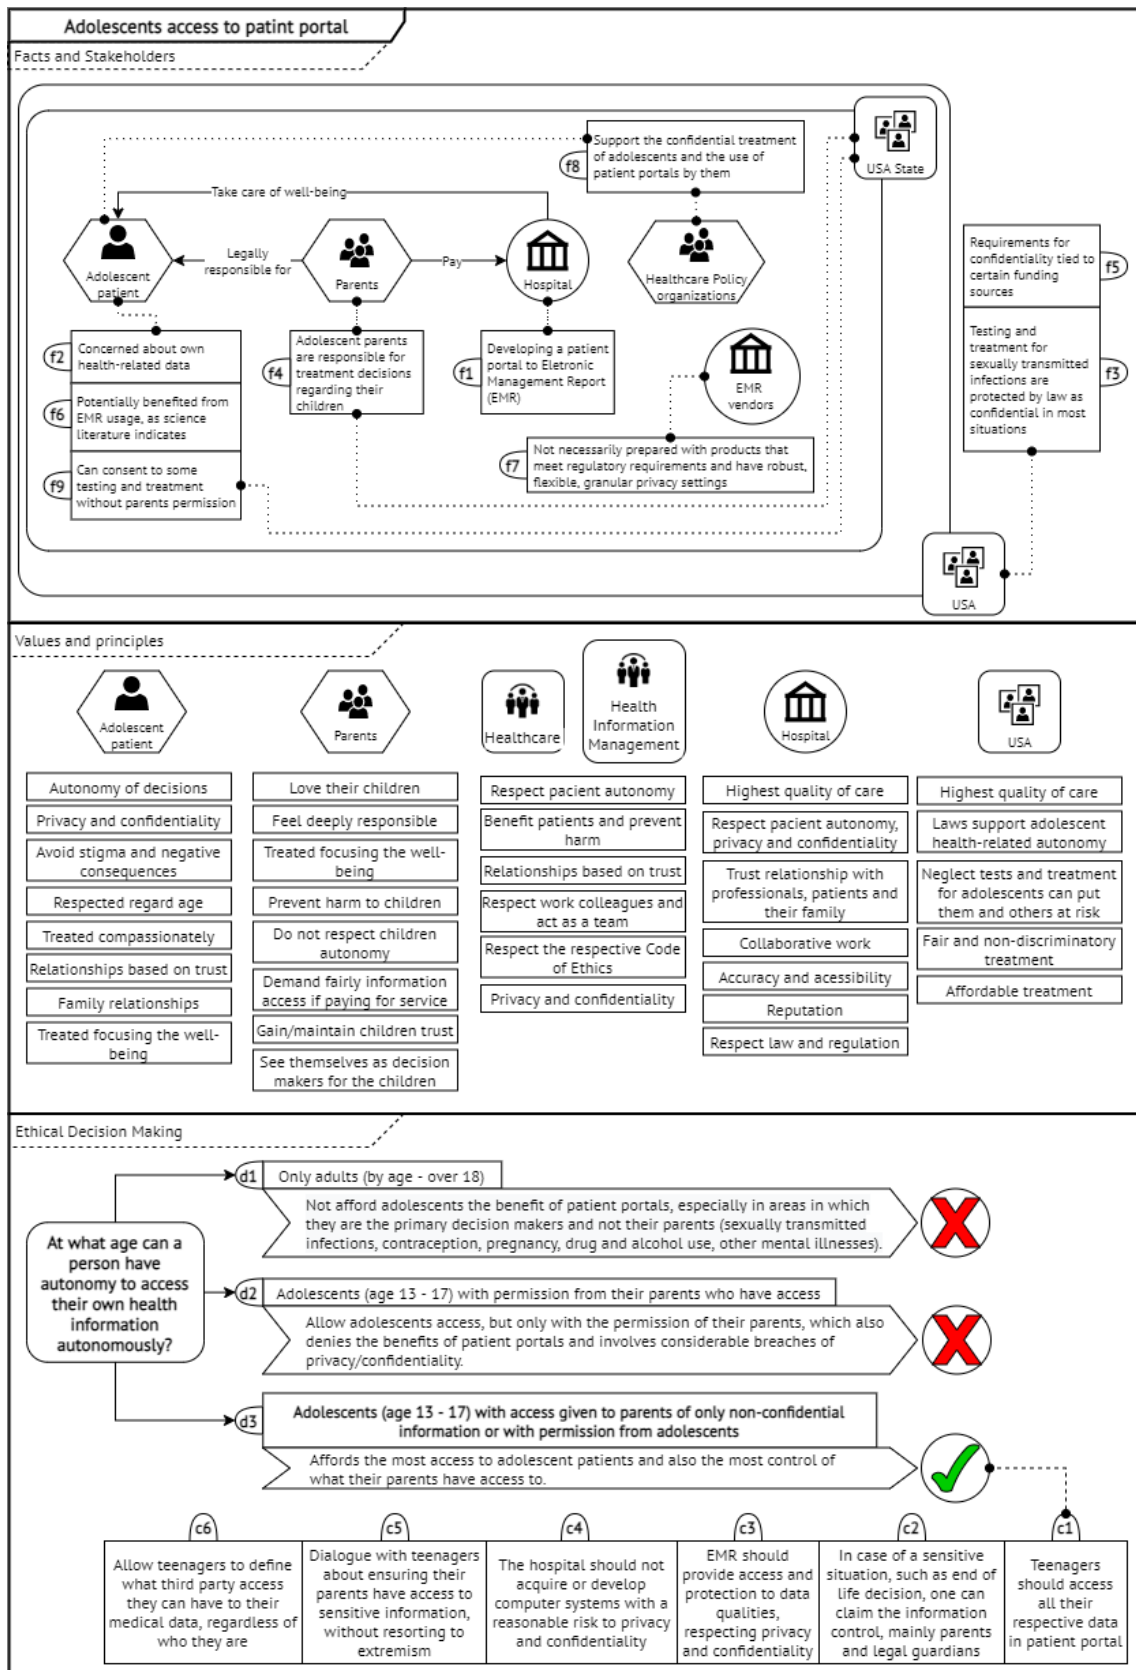 Adolescents access to patint portal
Facts and Stakeholders
USA State
Support the confidential treatment
of adolescents and the use of
patient portals by them
f8
Take care of well-being
Adolescent
patient
Legally
responsible for
Parents
Pay
Hospital
Healthcare Policy
organizations
Requirements for
confidentiality tied to
certain funding
sources
f5
Testing and
treatment for
sexually transmitted
infections are
protected by law as
confidential in most
situations
f3
f2
Concerned about own
health-related data
f6
Potentially benefited from
EMR usage, as science
literature indicates
f9
Can consent to some
testing and treatment
without parents permission
f4
Adolescent parents
are responsible for
treatment decisions
regarding their
children
f1
Developing a patient
portal to Eletronic
Management Report
(EMR)
EMR
vendors
f7
Not necessarily prepared with products that
meet regulatory requirements and have robust,
flexible, granular privacy settings
USA
Values and principles
Adolescent
patient
Autonomy of decisions
Privacy and confidentiality
Avoid stigma and negative
consequences
Respected regard age
Treated compassionately
Relationships based on trust
Family relationships
Treated focusing the well-
being
Parents
Love their children
Feel deeply responsible
Treated focusing the well-
being
Prevent harm to children
Do not respect children
autonomy
Demand fairly information
access if paying for service
Gain/maintain children trust
See themselves as decision
makers for the children
Healthcare
Health
Information
Management
Respect pacient autonomy
Benefit patients and prevent
harm
Relationships based on trust
Respect work colleagues and
act as a team
Respect the respective Code
of Ethics
Privacy and confidentiality
Hospital
Highest quality of care
Respect pacient autonomy,
privacy and confidentiality
Trust relationship with
professionals, patients and
their family
Collaborative work
Accuracy and acessibility
Reputation
Respect law and regulation
USA
Highest quality of care
Laws support adolescent
health-related autonomy
Neglect tests and treatment
for adolescents can put
them and others at risk
Fair and non-discriminatory
treatment
Affordable treatment
Ethical Decision Making
At what age can a
person have
autonomy to access
their own health
information
autonomously?
d1
Only adults (by age - over 18)
Not afford adolescents the benefit of patient portals, especially in areas in which
they are the primary decision makers and not their parents (sexually transmitted
infections, contraception, pregnancy, drug and alcohol use, other mental illnesses).
d2
Adolescents (age 13 - 17) with permission from their parents who have access
Allow adolescents access, but only with the permission of their parents, which also
denies the benefits of patient portals and involves considerable breaches of
privacy/confidentiality.
d3
Adolescents (age 13 - 17) with access given to parents of only non-confidential
information or with permission from adolescents
Affords the most access to adolescent patients and also the most control of
what their parents have access to.
c6
Allow teenagers to define
what third party access
they can have to their
medical data, regardless of
who they are
c5
Dialogue with teenagers
about ensuring their
parents have access to
sensitive information,
without resorting to
extremism
c4
The hospital should not
acquire or develop
computer systems with a
reasonable risk to privacy
and confidentiality
c3
EMR should
provide access and
protection to data
qualities,
respecting privacy
and confidentiality
c2
In case of a sensitive
situation, such as end of
life decision, one can
claim the information
control, mainly parents
and legal guardians
c1
Teenagers
should access
all their
respective data
in patient portal